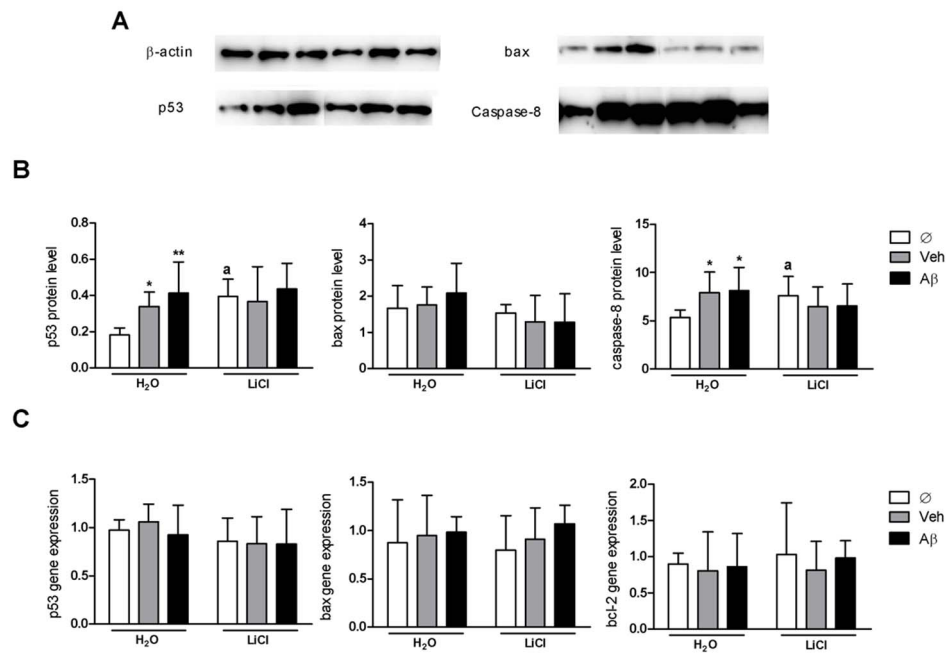 A
β-actin
bax
p53
Caspase-8
B
p53 protein level
0.8
0.6
0.4
0.2
0.0
*
**
a
H₂O
LiCl
bax protein level
4
3
2
1
0
H₂O
LiCl
caspase-8 protein level
15
10
5
0
*
*
a
H₂O
LiCl
∅
Veh
Aβ
C
p53 gene expression
1.5
1.0
0.5
0.0
H₂O
LiCl
bax gene expression
1.5
1.0
0.5
0.0
H₂O
LiCl
bcl-2 gene expression
2.0
1.5
1.0
0.5
0.0
H₂O
LiCl
∅
Veh
Aβ